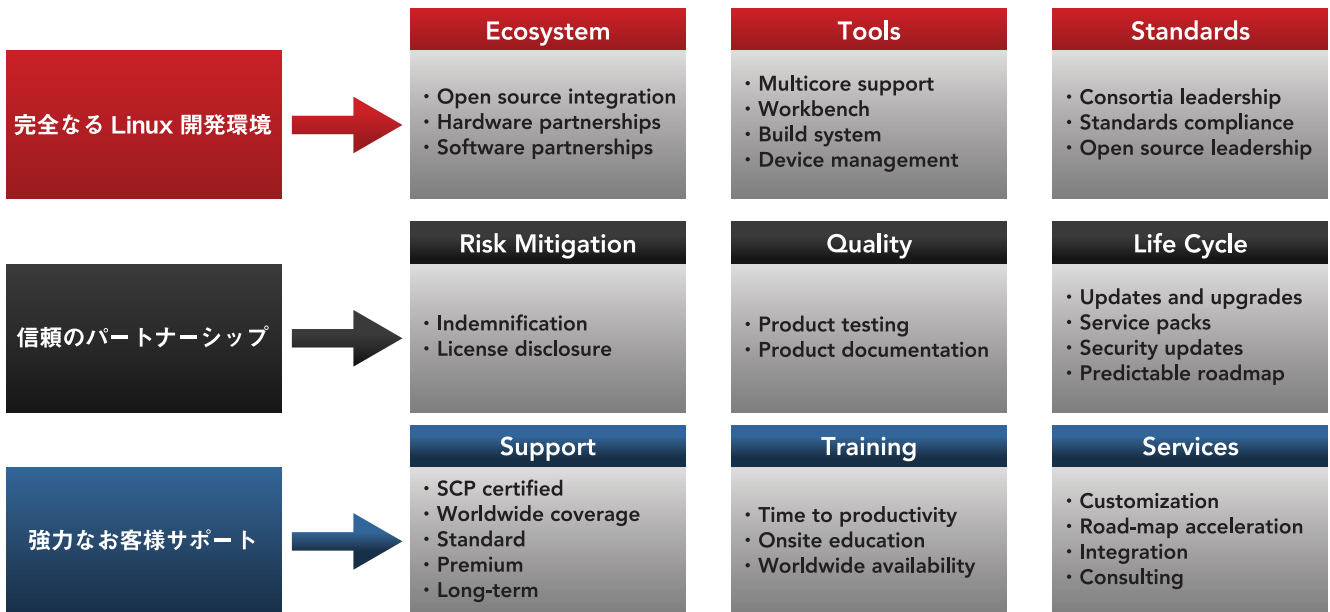 完全なる Linux 開発環境
Ecosystem
· Open source integration
· Hardware partnerships
· Software partnerships
Tools
· Multicore support
· Workbench
· Build system
· Device management
Standards
· Consortia leadership
· Standards compliance
· Open source leadership
信頼のパートナーシップ
Risk Mitigation
· Indemnification
· License disclosure
Quality
· Product testing
· Product documentation
Life Cycle
· Updates and upgrades
· Service packs
· Security updates
· Predictable roadmap
強力なお客様サポート
Support
· SCP certified
· Worldwide coverage
· Standard
· Premium
· Long-term
Training
· Time to productivity
· Onsite education
· Worldwide availability
Services
· Customization
· Road-map acceleration
· Integration
· Consulting